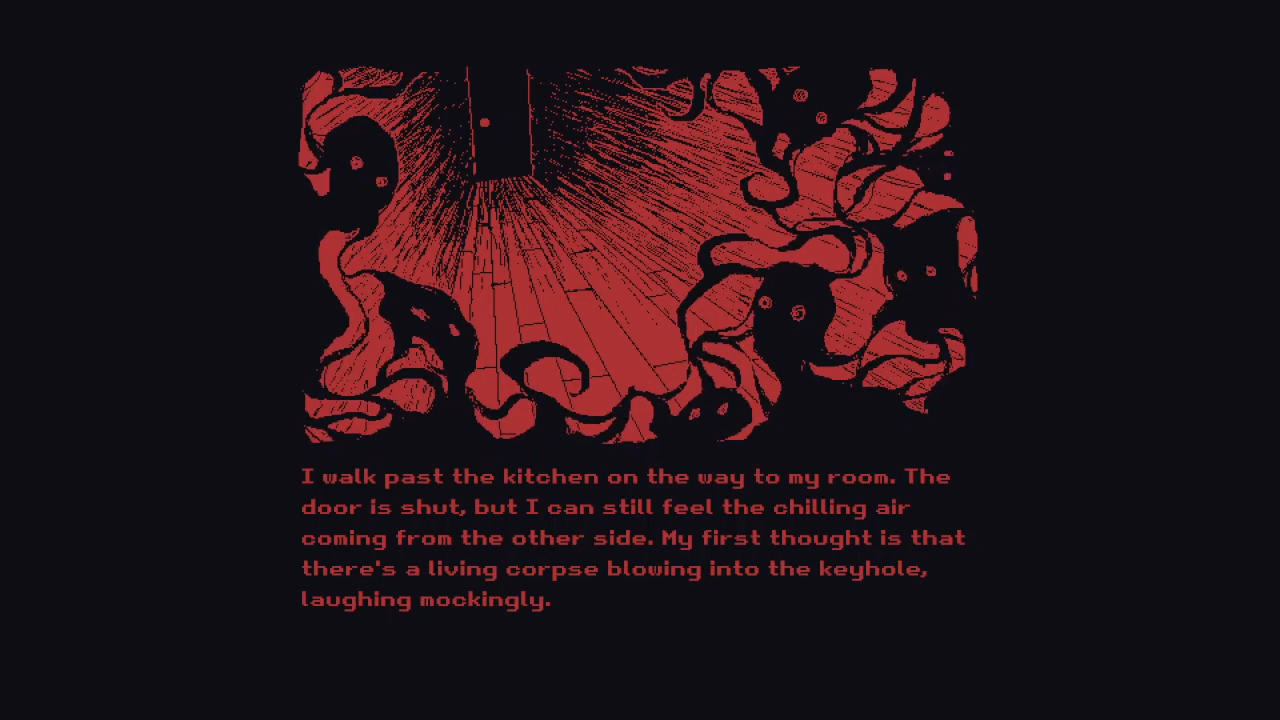 I walk past the kitchen on the way to my room. The
door is shut, but I can still feel the chilling air
coming from the other side. My first thought is that
there's a living corpse blowing into the keyhole,
laughing mockingly.